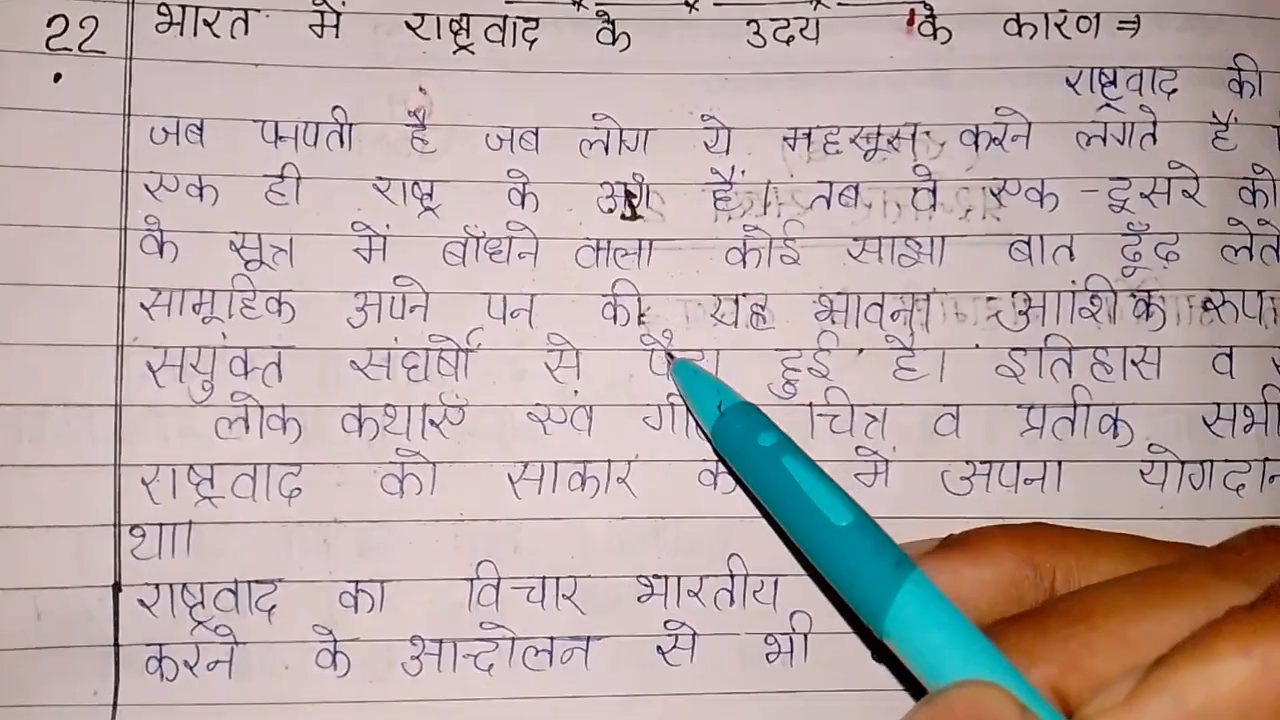 22 भारत में राष्ट्रवाद के उदय के कारण ⇒
राष्ट्रवाद की
जब पनपती है जब लोग ये महसूस करने लगते हैं
एक ही राष्ट्र के अंग हैं। तब वे एक-दूसरे को
के सूत्र में बाँधने वाला कोई साझा बात ढूँढ लेते
सामूहिक अपने पन की यह भावना आंशिक रूप
सयुंक्त संघर्षों से हुई है। इतिहास व
लोक कथाएँ एवं चित्र व प्रतीक सभी
राष्ट्रवाद को साकार में अपना योगदान
था।
राष्ट्रवाद का विचार भारतीय
करने के आन्दोलन से भी